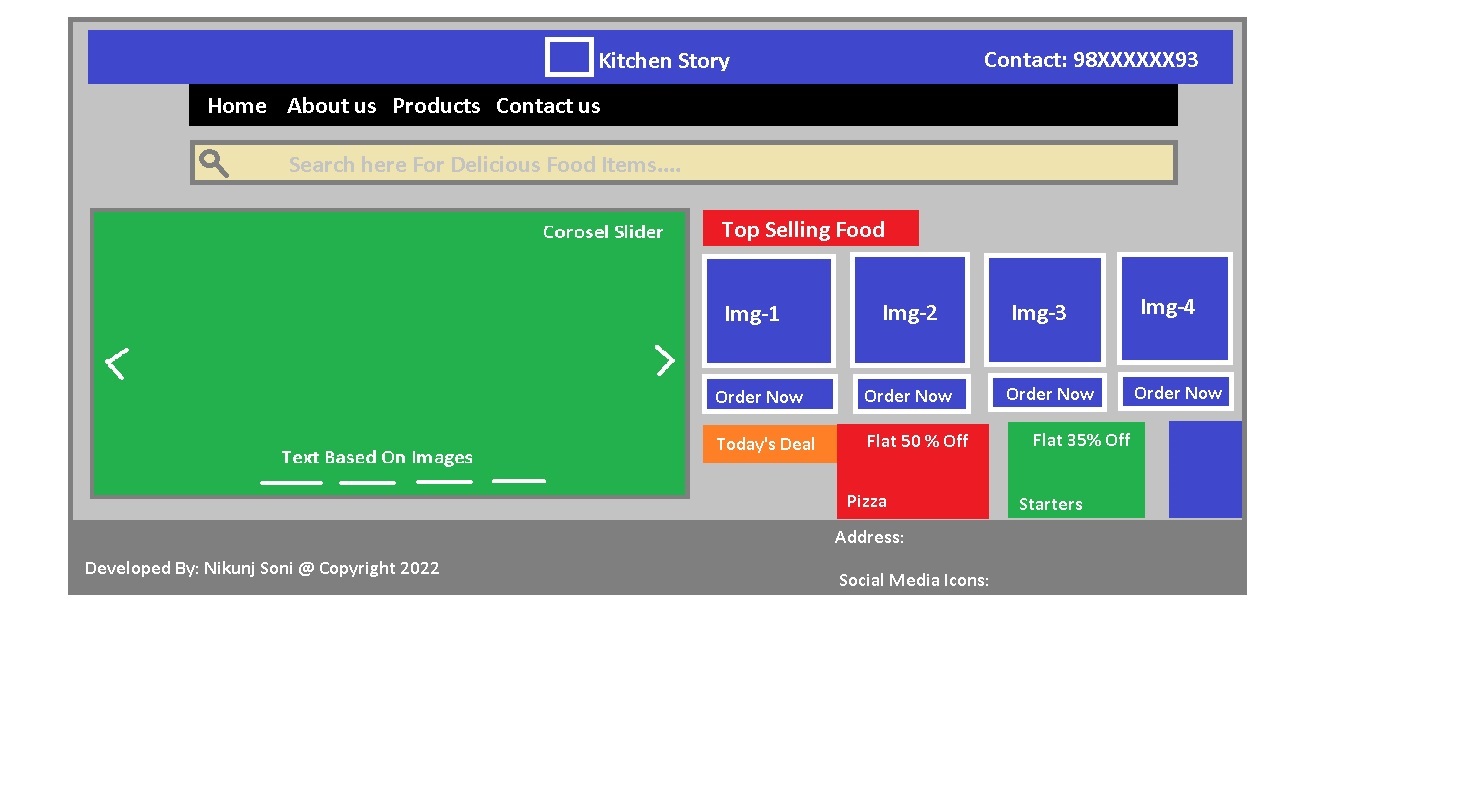 Kitchen Story
Contact: 98XXXXXX93
Home About us Products Contact us
Search here For Delicious Food Items....
Corosel Slider
Text Based On Images
Top Selling Food
Img-1
Img-2
Img-3
Img-4
Order Now
Order Now
Order Now
Order Now
Today's Deal
Flat 50 % Off
Pizza
Flat 35% Off
Starters
Developed By: Nikunj Soni @ Copyright 2022
Address:
Social Media Icons: